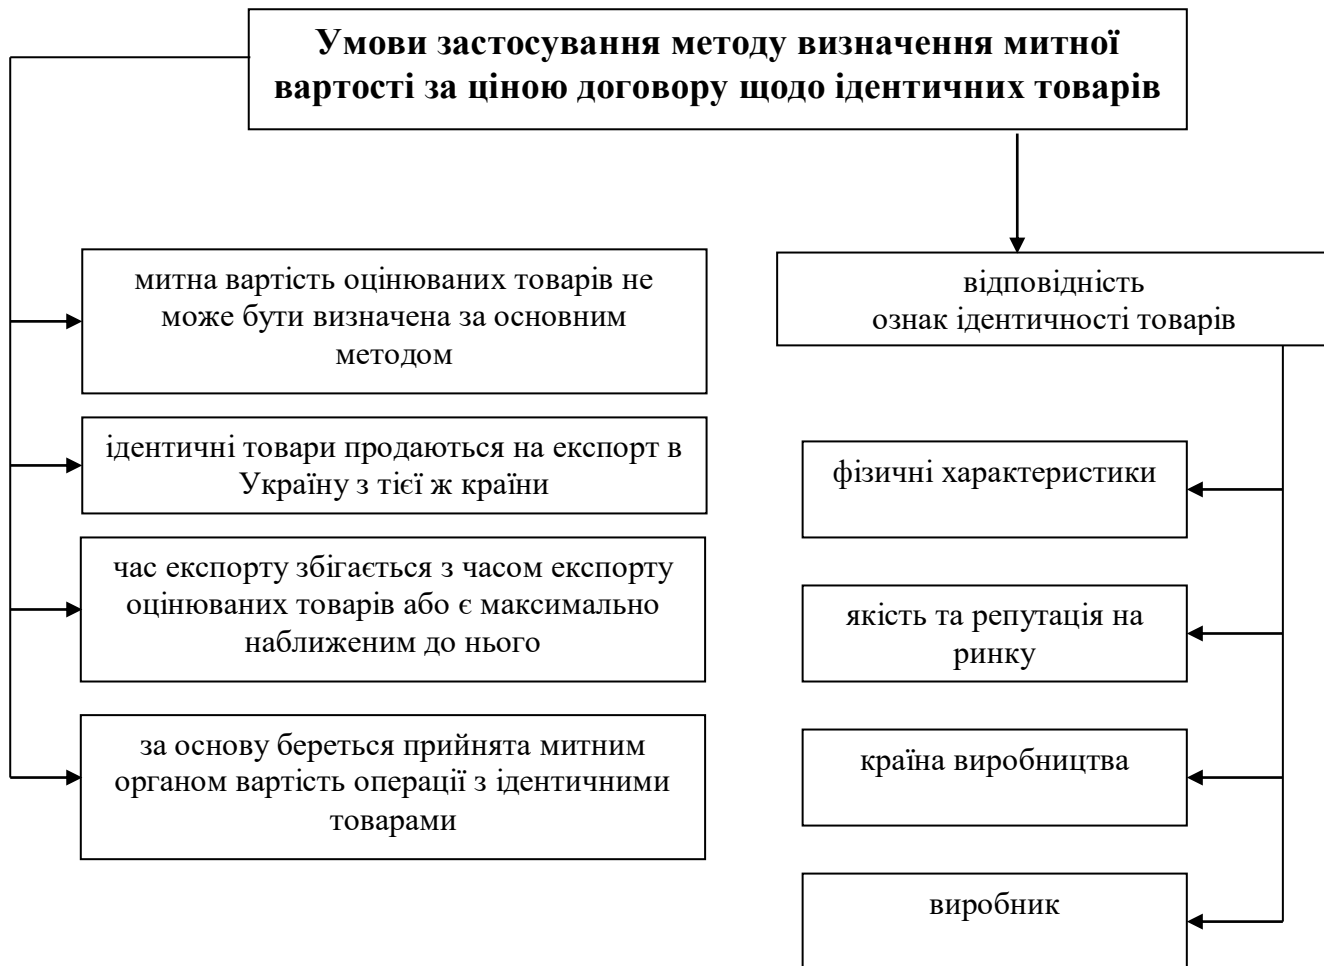 Умови застосування методу визначення митної
вартості за ціною договору щодо ідентичних товарів
митна вартість оцінюваних товарів не
може бути визначена за основним
методом
ідентичні товари продаються на експорт в
Україну з тієї ж країни
час експорту збігається з часом експорту
оцінюваних товарів або є максимально
наближеним до нього
за основу береться прийнята митним
органом вартість операції з ідентичними
товарами
відповідність
ознак ідентичності товарів
фізичні характеристики
якість та репутація на
ринку
країна виробництва
виробник